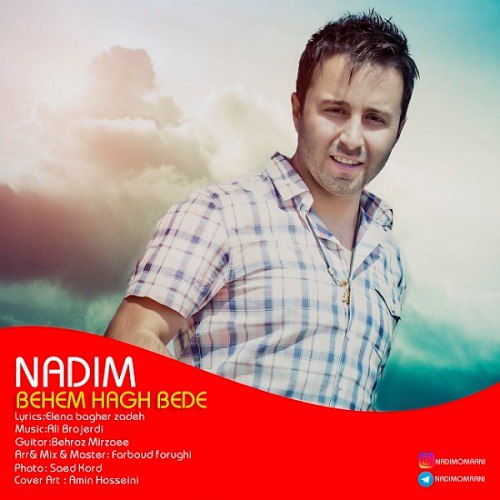 NADIM
BEHEM HAGH BEDE
Lyrics:Elena bagher zadeh
Music:Ali Brojerdi
Guitar:Behroz Mirzaee
Arr& Mix & Master: Farboud forughi
Photo: Saed Kord
Cover Art : Amin Hosseini
NADIMOMRANI
NADIMOMRANI